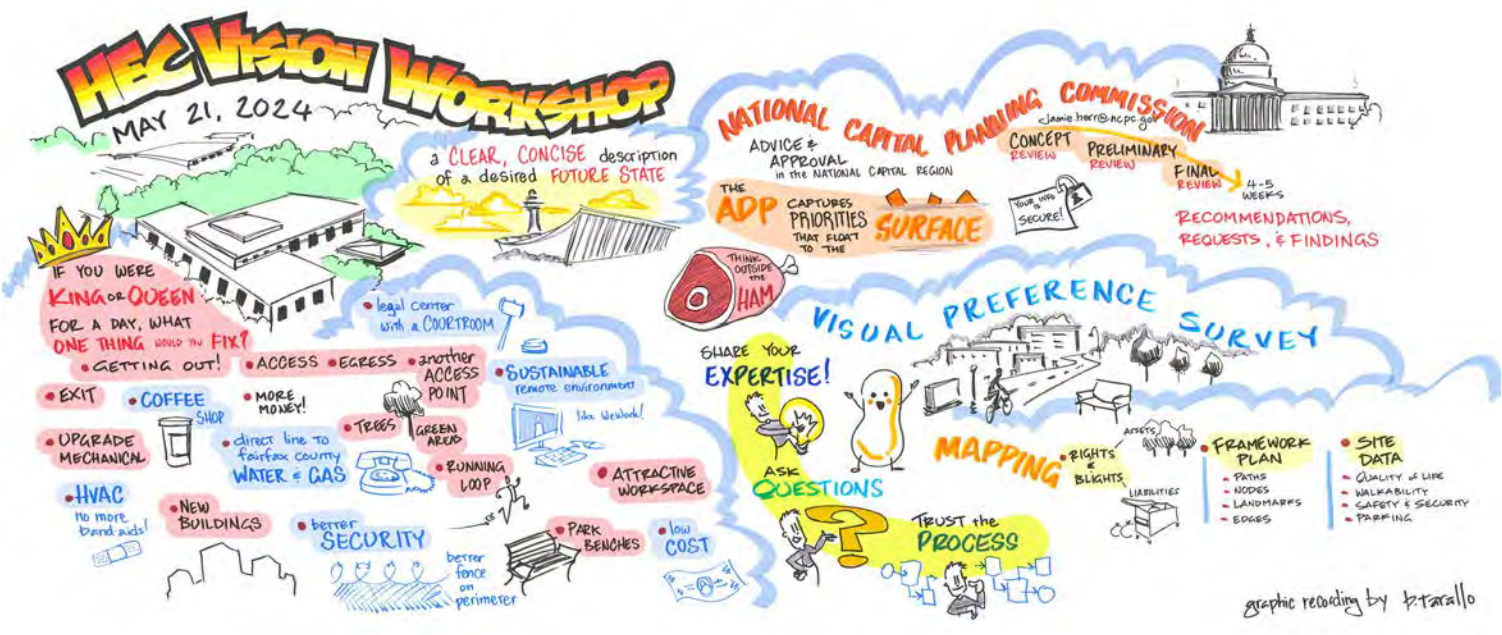 HEC VISION WORKSHOP
MAY 21, 2024
a CLEAR, CONCISE description
of a desired FUTURE STATE
IF YOU WERE
KING OR QUEEN
FOR A DAY, WHAT
ONE THING WOULD YOU FIX?
• GETTING OUT!
• ACCESS
• EGRESS
• another
ACCESS
POINT
• legal center
with a COURTROOM
• SUSTAINABLE
remote environment
like WeWork!
• EXIT
• COFFEE
SHOP
• MORE
MONEY!
• TREES
GREEN
AREAS
• UPGRADE
MECHANICAL
• direct line to
fairfax county
WATER & GAS
• RUNNING
LOOP
• ATTRACTIVE
WORKSPACE
• HVAC
no more
band-aids!
• NEW
BUILDINGS
• better
SECURITY
better
fence
on
perimeter
• PARK
BENCHES
• low
COST
NATIONAL CAPITAL PLANNING COMMISSION
ADVICE &
APPROVAL
in the NATIONAL CAPITAL REGION
<jamie.herr@ncpc.gov
CONCEPT
REVIEW
PRELIMINARY
REVIEW
FINAL
REVIEW
4-5
WEEKS
THE
ADP
CAPTURES
PRIORITIES
THAT FLOAT
TO THE
SURFACE
YOUR INFO
IS
SECURE!
RECOMMENDATIONS,
REQUESTS, & FINDINGS
THINK
OUTSIDE
the
HAM
VISUAL PREFERENCE SURVEY
SHARE YOUR
EXPERTISE!
ASK
QUESTIONS
TRUST the
PROCESS
MAPPING
• RIGHTS
&
BLIGHTS
ASSETS
LIABILITIES
• FRAMEWORK
PLAN
- PATHS
- NODES
- LANDMARKS
- EDGES
• SITE
DATA
- QUALITY of LIFE
- WALKABILITY
- SAFETY & SECURITY
- PARKING
graphic recording by b.tarallo